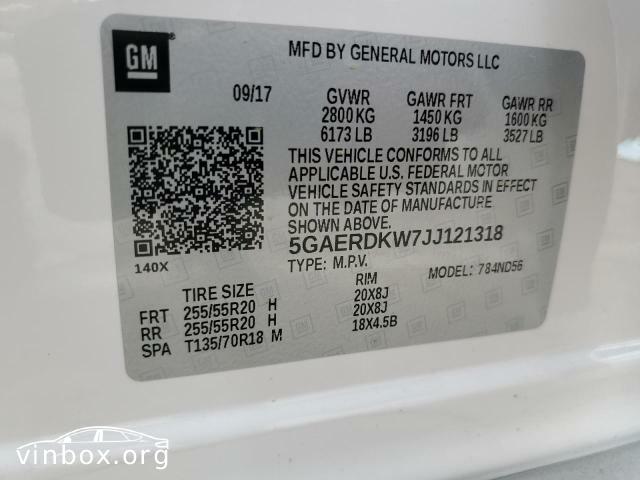 GM
MFD BY GENERAL MOTORS LLC
09/17 GVWR GAWR FRT GAWR RR
2800 KG 1450 KG 1600 KG
6173 LB 3196 LB 3527 LB
THIS VEHICLE CONFORMS TO ALL
APPLICABLE U.S. FEDERAL MOTOR
VEHICLE SAFETY STANDARDS IN EFFECT
ON THE DATE OF MANUFACTURE
SHOWN ABOVE.
5GAERDKW7JJ121318
140X TYPE: M.P.V. MODEL: 784ND56
TIRE SIZE RIM
FRT 255/55R20 H 20X8J
RR 255/55R20 H 20X8J
SPA T135/70R18 M 18X4.5B
vinbox.org